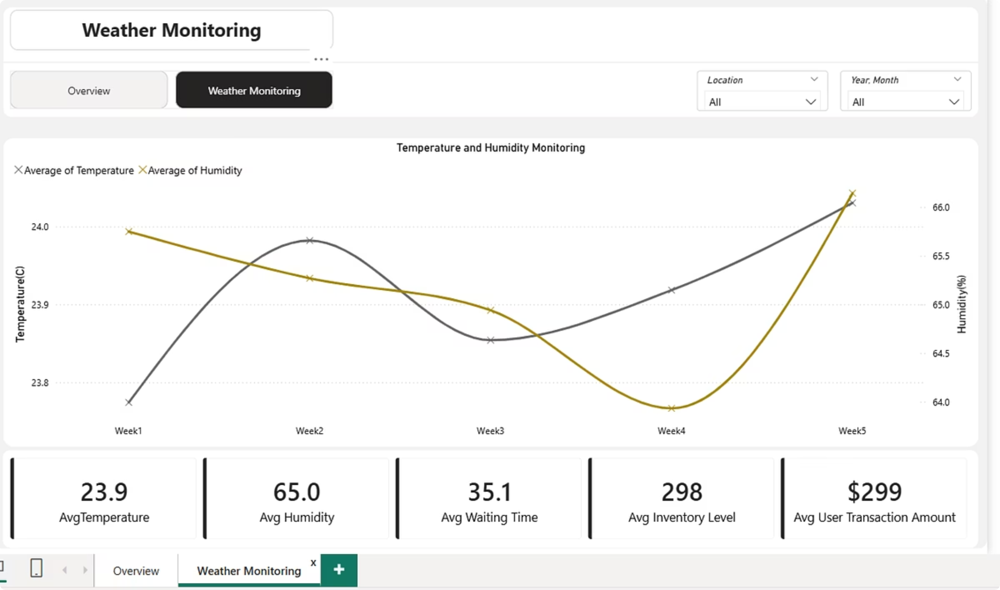 Weather Monitoring
...
Overview
Weather Monitoring
Location
All
Year, Month
All
Temperature and Humidity Monitoring
Average of Temperature
Average of Humidity
Temperature(C)
24.0
23.9
23.8
66.0
65.5
65.0
64.5
64.0
Humidity(%)
Week1
Week2
Week3
Week4
Week5
23.9
AvgTemperature
65.0
Avg Humidity
35.1
Avg Waiting Time
298
Avg Inventory Level
$299
Avg User Transaction Amount
Overview
Weather Monitoring
x
+